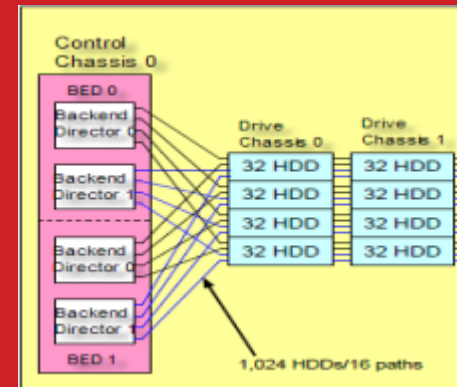 Control
Chassis 0
BED 0
Backend
Director 0
Backend
Director 1
Backend
Director 0
Backend
Director 1
BED 1
Drive
Chassis 0
32 HDD
32 HDD
32 HDD
32 HDD
Drive
Chassis 1
32 HDD
32 HDD
32 HDD
32 HDD
1,024 HDDs/16 paths